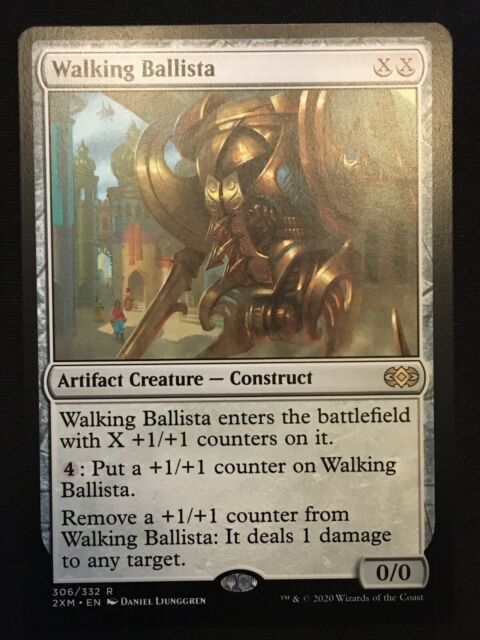 Walking Ballista XX
Artifact Creature — Construct
Walking Ballista enters the battlefield
with X +1/+1 counters on it.
4: Put a +1/+1 counter on Walking
Ballista.
Remove a +1/+1 counter from
Walking Ballista: It deals 1 damage
to any target.
0/0
306/332 R
2XM • EN Daniel Ljunggren
™ & © 2020 Wizards of the Coast